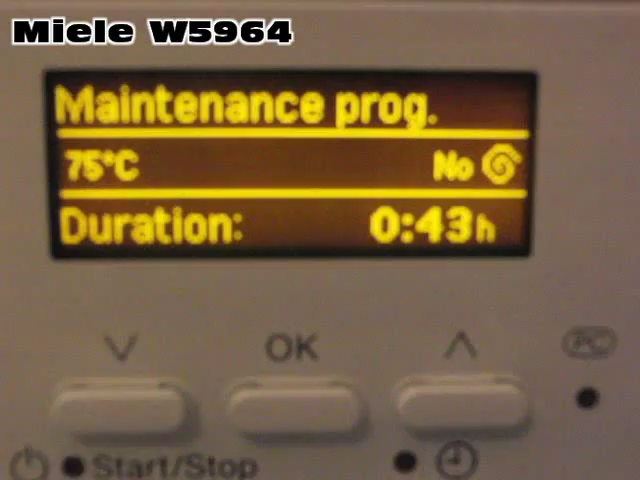 Miele W5964
Maintenance prog.
75°C No
Duration: 0:43h
OK
PC
Start/Stop